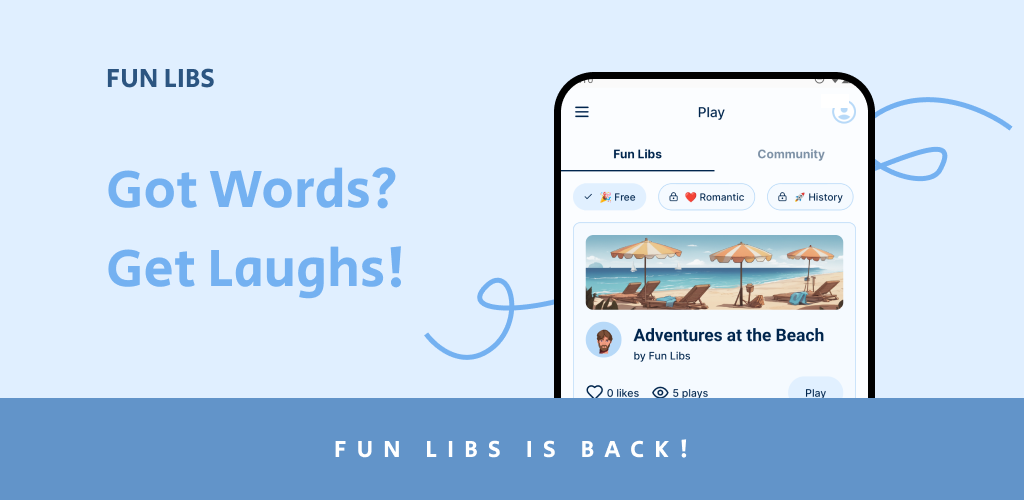 FUN LIBS
Got Words?
Get Laughs!
Play
Fun Libs
Community
Free
Romantic
History
Adventures at the Beach
by Fun Libs
0 likes
5 plays
Play
FUN LIBS IS BACK!